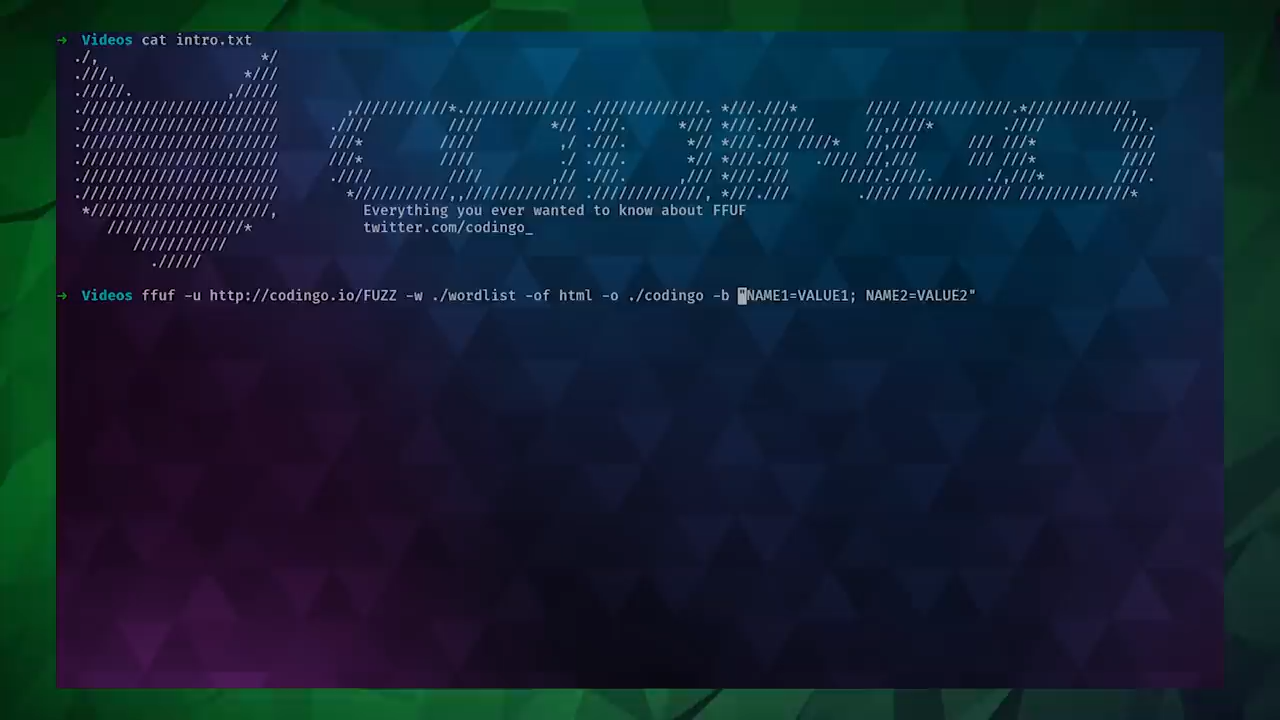 → Videos cat intro.txt
CODINGO
Everything you ever wanted to know about FFUF
twitter.com/codingo_
→ Videos ffuf -u http://codingo.io/FUZZ -w ./wordlist -of html -o ./codingo -b "NAME1=VALUE1; NAME2=VALUE2"